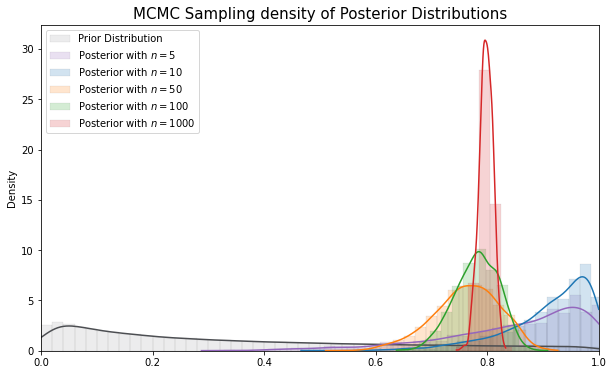 MCMC Sampling density of Posterior Distributions
Prior Distribution
Posterior with n = 5
Posterior with n = 10
Posterior with n = 50
Posterior with n = 100
Posterior with n = 1000
Density
30
25
20
15
10
5
0
0.0 0.2 0.4 0.6 0.8 1.0